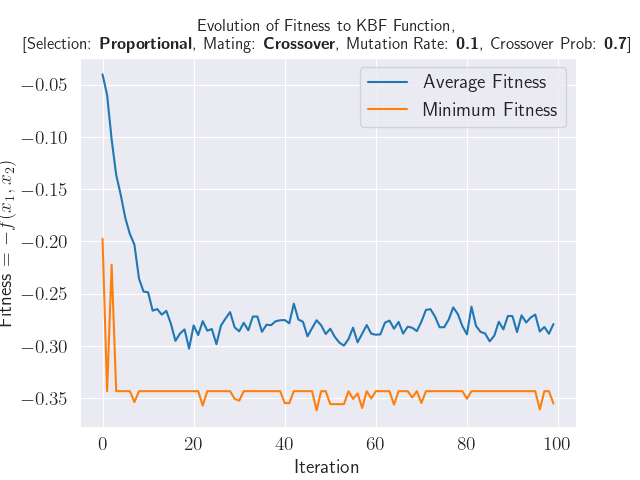 Evolution of Fitness to KBF Function,
[Selection: Proportional, Mating: Crossover, Mutation Rate: 0.1, Crossover Prob: 0.7]
Average Fitness
Minimum Fitness
−0.05
−0.10
−0.15
−0.20
−0.25
−0.30
−0.35
Fitness = −f(x₁, x₂)
0 20 40 60 80 100
Iteration